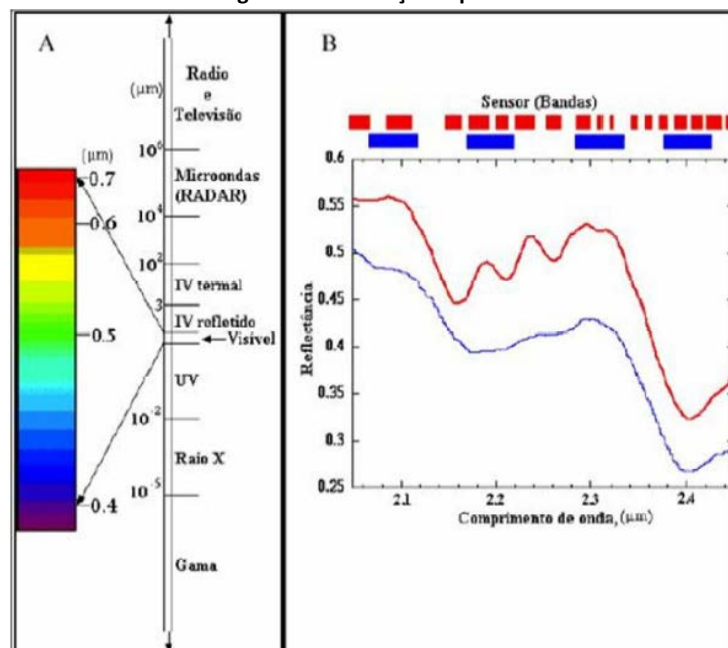 A
(μm)
Radio
e
Televisão
10⁶
Microondas
(RADAR)
10⁴
10²
IV termal
3
IV refletido
Visível
UV
10⁻²
Raio X
10⁻⁵
Gama
(μm)
0.7
0.6
0.5
0.4
B
Sensor (Bandas)
0.6
0.55
0.5
0.45
0.4
0.35
0.3
0.25
Reflectância
2.1
2.2
2.3
2.4
Comprimento de onda, (μm)